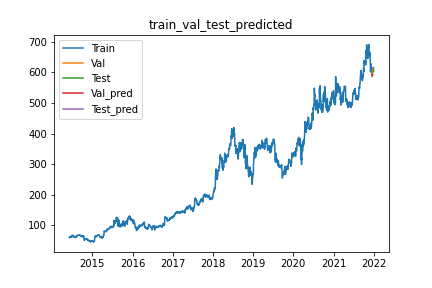 train_val_test_predicted
700
600
500
400
300
200
100
Train
Val
Test
Val_pred
Test_pred
2015 2016 2017 2018 2019 2020 2021 2022